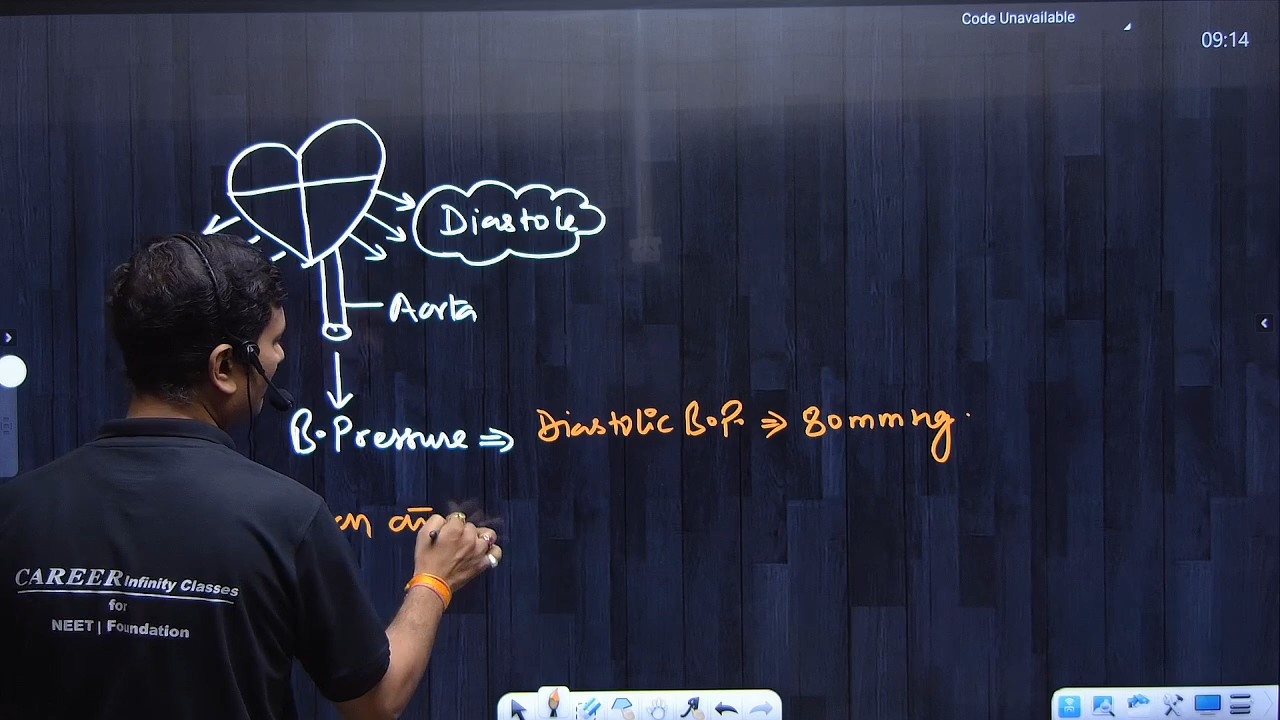 Code Unavailable
09:14
Diastole
Aorta
B.Pressure ⇒ Diastolic B.P. ⇒ 80mmHg.
CAREER Infinity Classes
for
NEET | Foundation